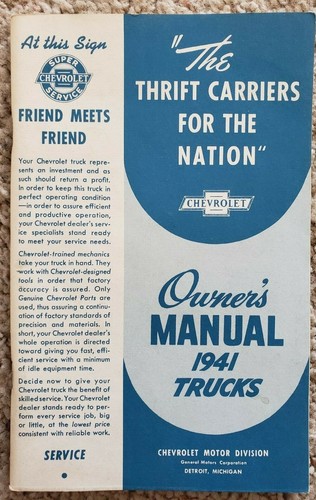 At this Sign
SUPER
CHEVROLET
SERVICE
FRIEND MEETS
FRIEND
Your Chevrolet truck repre-
sents an investment and as
such should return a profit.
In order to keep this truck in
perfect operating condition
—in order to assure efficient
and productive operation,
your Chevrolet dealer's serv-
ice specialists stand ready
to meet your service needs.
Chevrolet-trained mechanics
take your truck in hand. They
work with Chevrolet-designed
tools in order that factory
accuracy is assured. Only
Genuine Chevrolet Parts are
used, thus assuring a continu-
ation of factory standards of
precision and materials. In
short, your Chevrolet dealer's
whole operation is directed
toward giving you fast, effi-
cient service with a minimum
of idle equipment time.
Decide now to give your
Chevrolet truck the benefit of
skilled service. Your Chevrolet
dealer stands ready to per-
form every service job, big
or little, at the lowest price
consistent with reliable work.
SERVICE
"The
THRIFT CARRIERS
FOR THE
NATION"
CHEVROLET
Owner's
MANUAL
1941
TRUCKS
CHEVROLET MOTOR DIVISION
General Motors Corporation
DETROIT, MICHIGAN